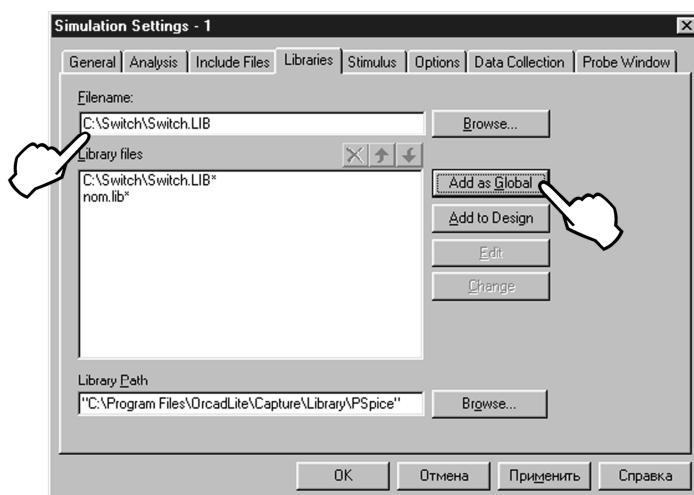 Simulation Settings - 1
General Analysis Include Files Libraries Stimulus Options Data Collection Probe Window
Filename:
C:\Switch\Switch.LIB
Browse...
Library files
C:\Switch\Switch.LIB*
nom.lib*
Add as Global
Add to Design
Edit
Change
Library Path
"C:\Program Files\OrcadLite\Capture\Library\PSpice"
Browse...
OK Отмена Применить Справка